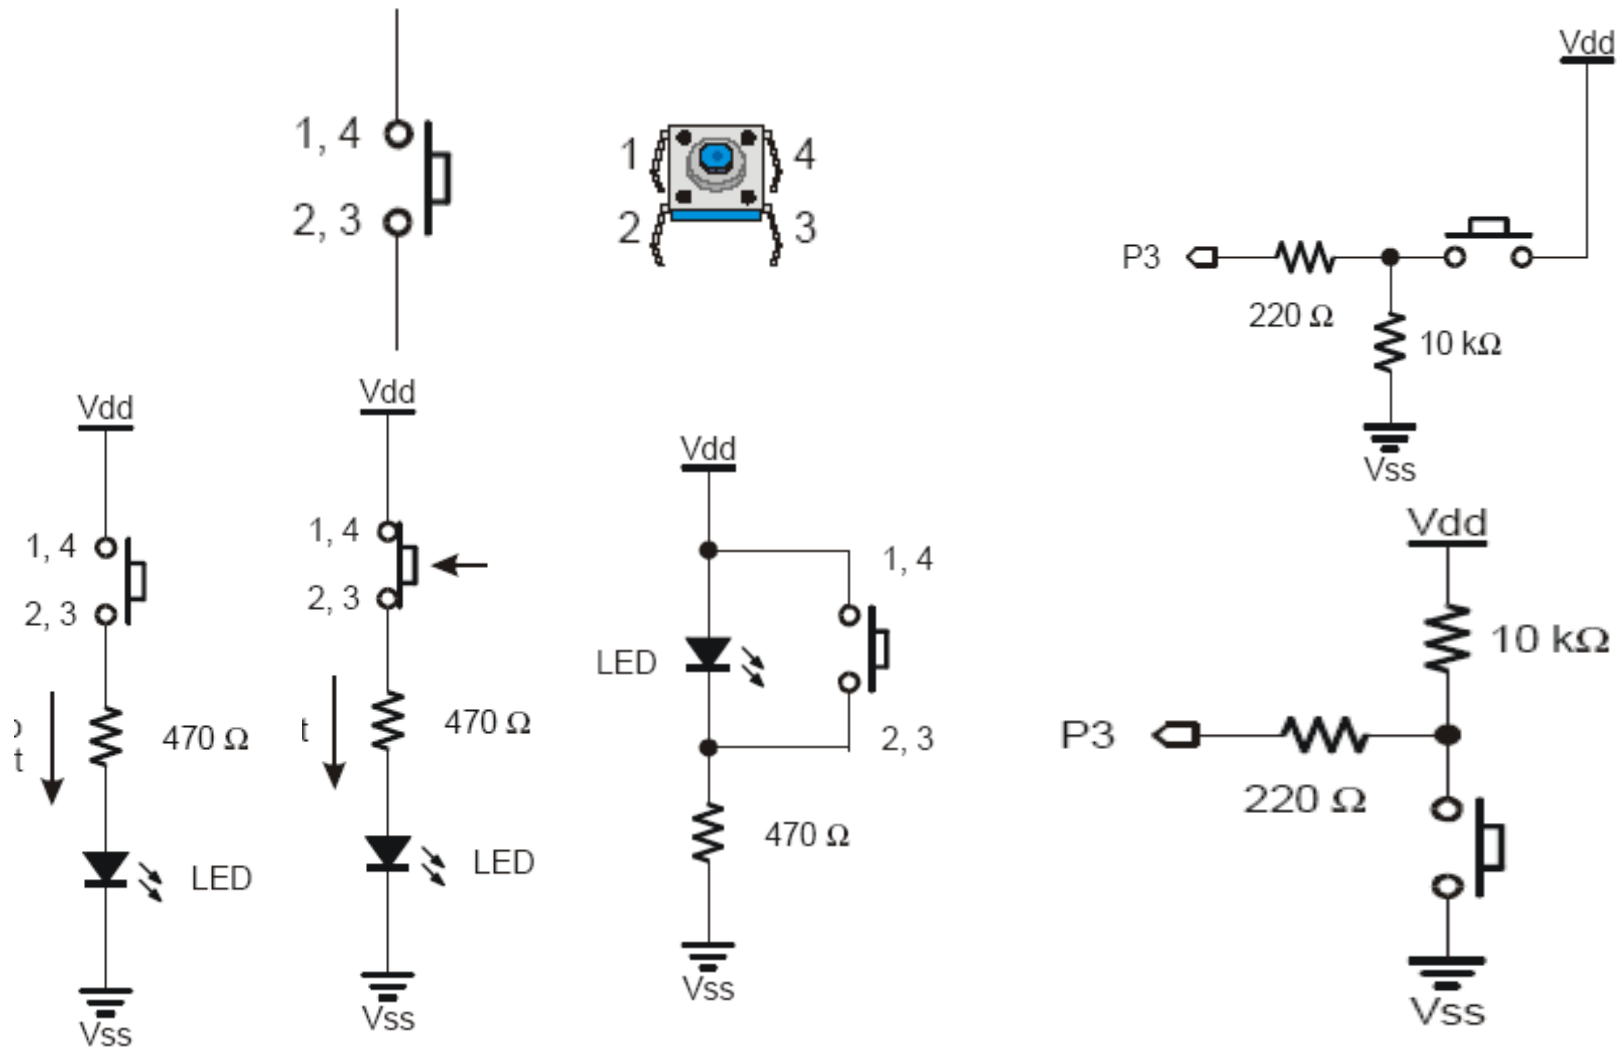 1, 4
2, 3
1
4
2
3
Vdd
P3
220 Ω
10 kΩ
Vss
Vdd
1, 4
2, 3
t
470 Ω
LED
Vss
Vdd
1, 4
2, 3
t
470 Ω
LED
Vss
Vdd
1, 4
LED
2, 3
470 Ω
Vss
Vdd
10 kΩ
P3
220 Ω
Vss